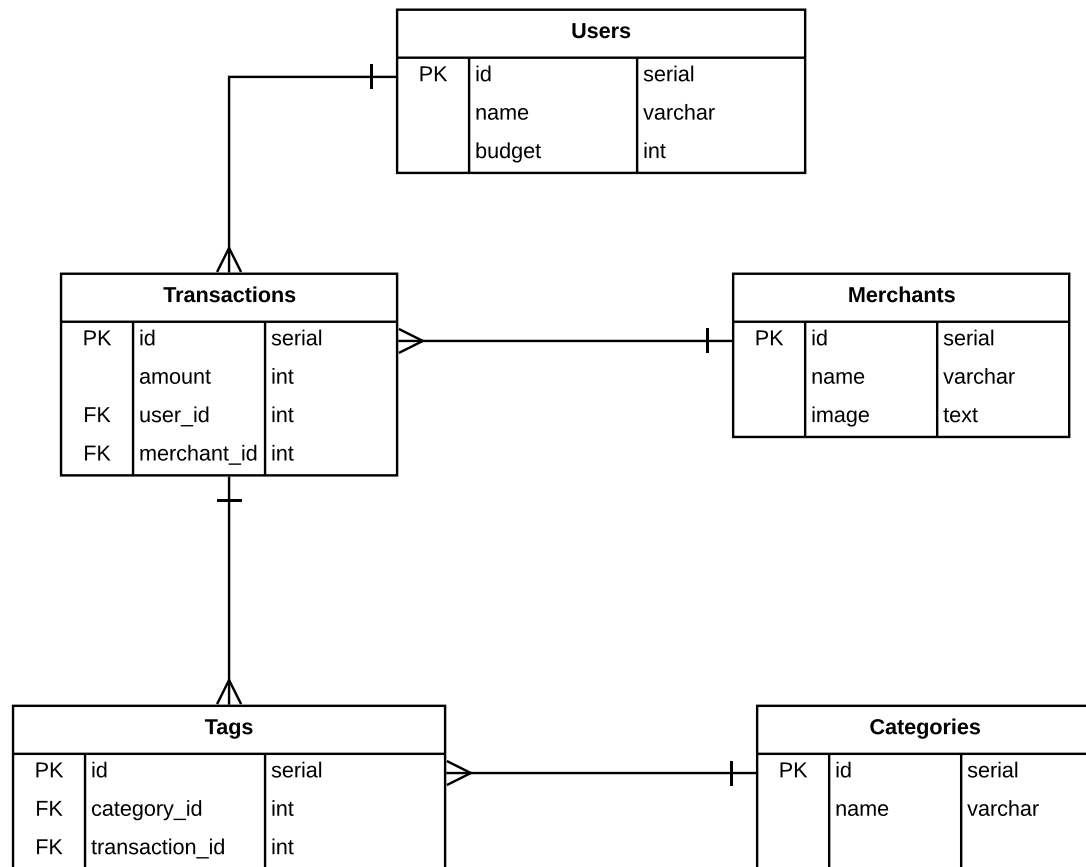 Users
PK id serial
name varchar
budget int
Transactions
PK id serial
amount int
FK user_id int
FK merchant_id int
Merchants
PK id serial
name varchar
image text
Tags
PK id serial
FK category_id int
FK transaction_id int
Categories
PK id serial
name varchar